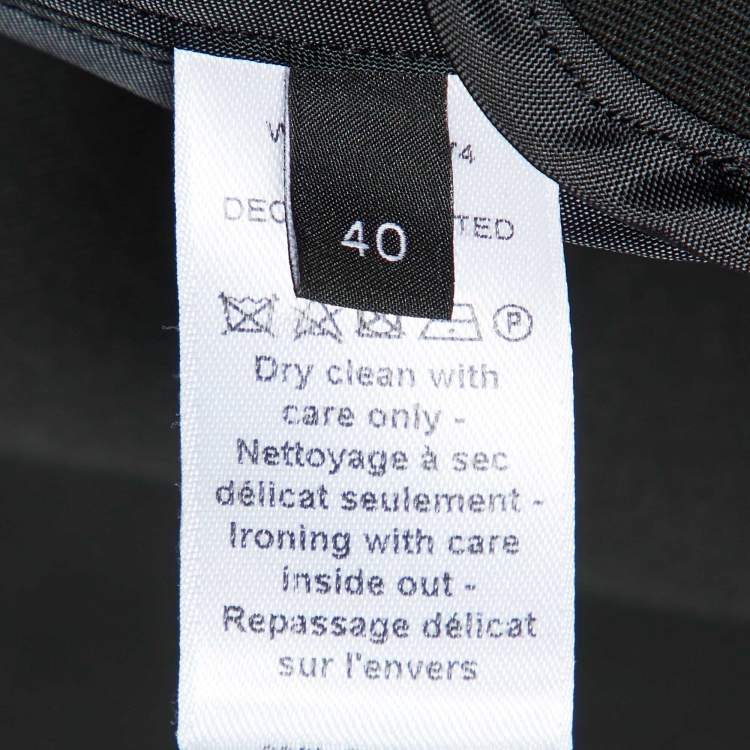 40
P
Dry clean with
care only -
Nettoyage à sec
délicat seulement -
Ironing with care
inside out -
Repassage délicat
sur l'envers